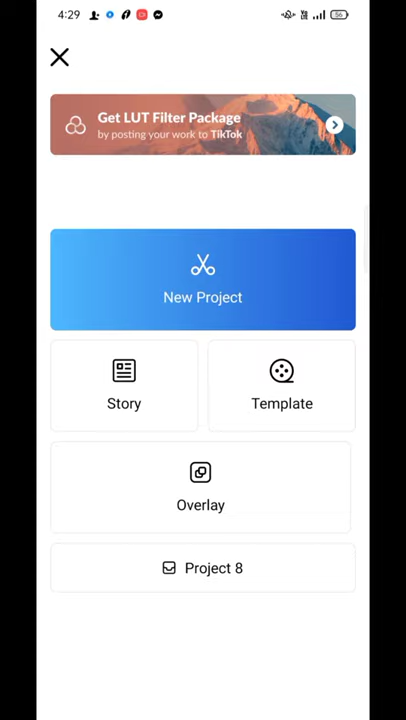 4:29
56
Get LUT Filter Package
by posting your work to TikTok
New Project
Story
Template
Overlay
Project 8